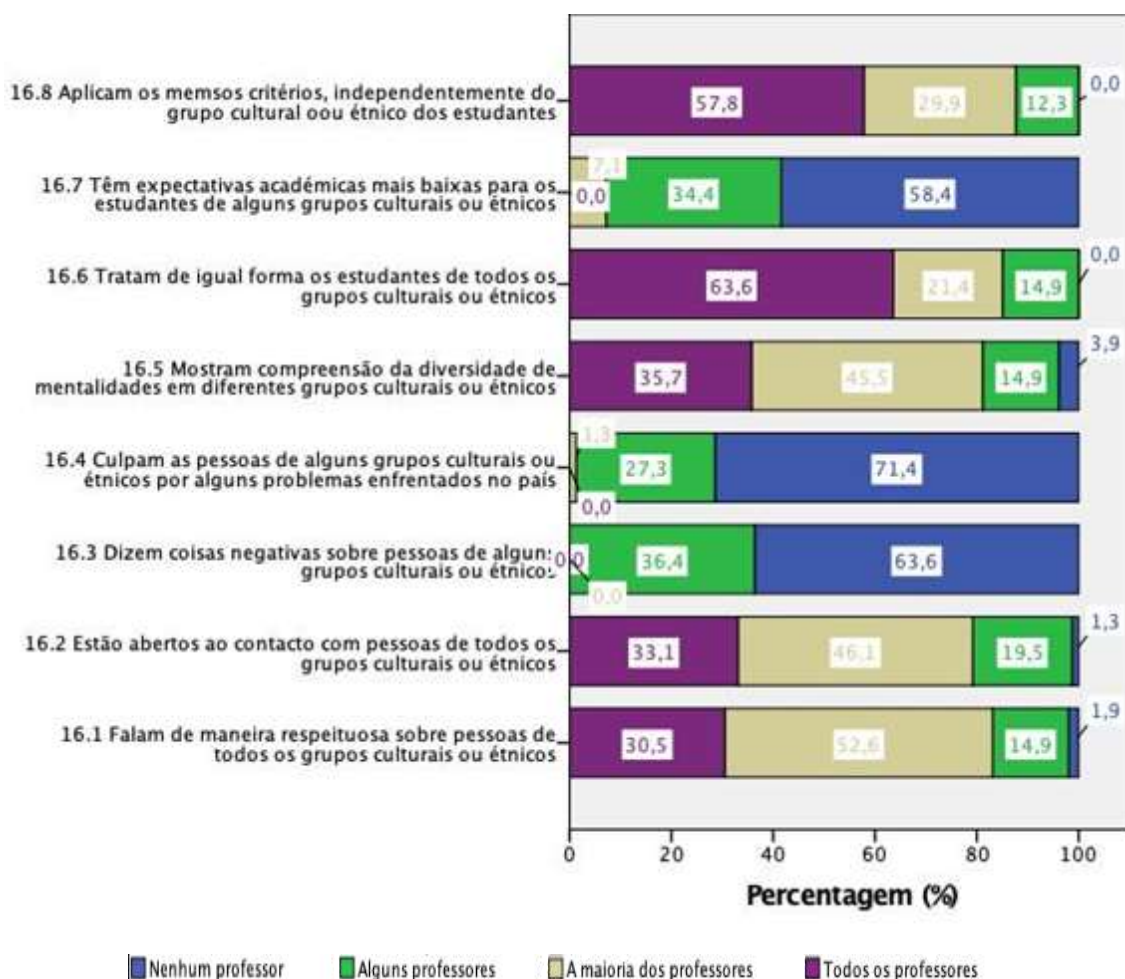 16.8 Aplicam os memsos critérios, independentemente do
grupo cultural oou étnico dos estudantes
57,8
29,9
12,3
0,0
16.7 Têm expectativas académicas mais baixas para os
estudantes de alguns grupos culturais ou étnicos
7,1
0,0
34,4
58,4
16.6 Tratam de igual forma os estudantes de todos os
grupos culturais ou étnicos
63,6
21,4
14,9
0,0
16.5 Mostram compreensão da diversidade de
mentalidades em diferentes grupos culturais ou étnicos
35,7
45,5
14,9
3,9
16.4 Culpam as pessoas de alguns grupos culturais ou
étnicos por alguns problemas enfrentados no país
1,3
0,0
27,3
71,4
16.3 Dizem coisas negativas sobre pessoas de alguns
grupos culturais ou étnicos
0,0
0,0
36,4
63,6
16.2 Estão abertos ao contacto com pessoas de todos os
grupos culturais ou étnicos
33,1
46,1
19,5
1,3
16.1 Falam de maneira respeituosa sobre pessoas de
todos os grupos culturais ou étnicos
30,5
52,6
14,9
1,9
0 20 40 60 80 100
Percentagem (%)
Nenhum professor Alguns professores A maioria dos professores Todos os professores